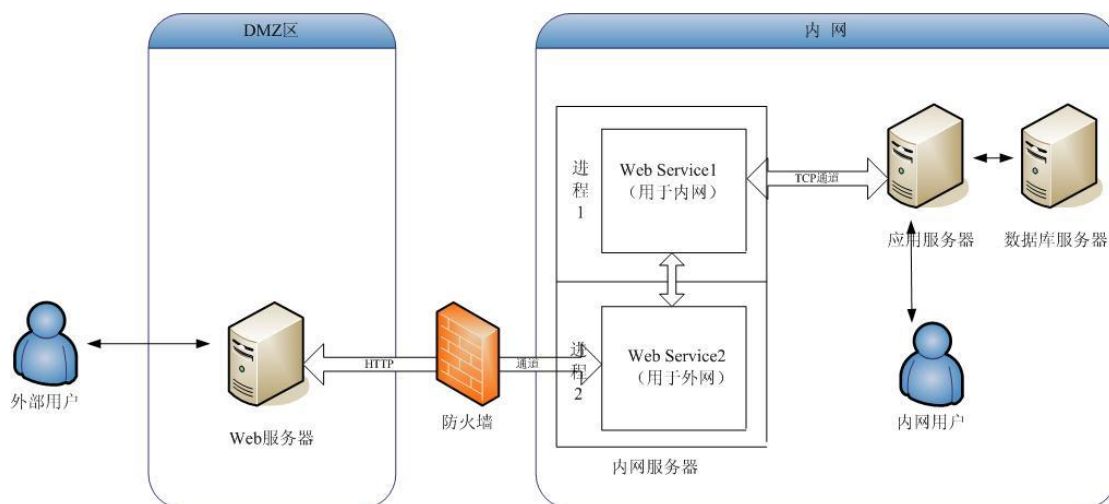 DMZ区
内 网
进程1
Web Service1
（用于内网）
TCP通道
应用服务器
数据库服务器
进程2
Web Service2
（用于外网）
HTTP
通道
外部用户
Web服务器
防火墙
内网服务器
内网用户